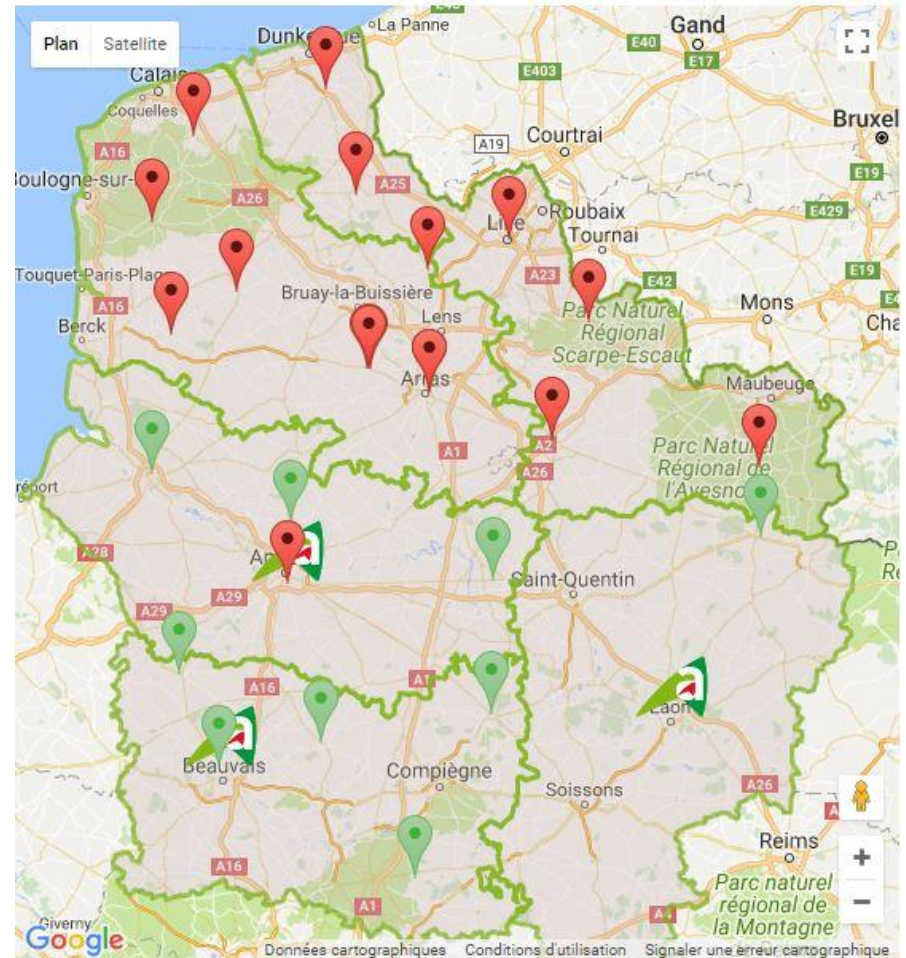 Plan Satellite
La Panne
Gand
E40
E17
E403
Calais
Coquelles
A19
Courtrai
Bruxel
A16
A25
E19
Boulogne-sur-
A26
Roubaix
E429
Tournai
Touquet-Paris-Plag
A23
E42
E19
A16
Bruay-la-Buissière
Parc Naturel
Mons
Berck
Lens
Régional
Cha
Scarpe-Escaut
Arras
Maubeuge
A1
A2
Parc Naturel
A26
Régional de
l'Avesno
réport
A28
Saint-Quentin
A29
A29
A16
A1
Laon
Beauvais
Compiègne
Soissons
A26
A16
Reims
A1
Parc naturel
régional de
la Montagne
Giverny
Google
Données cartographiques Conditions d'utilisation Signaler une erreur cartographique